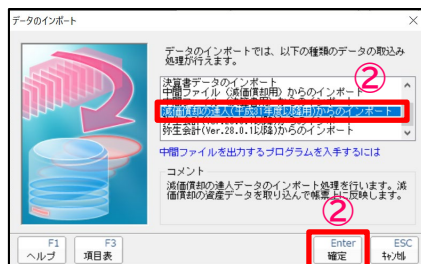 データのインポート
データのインポートでは、以下の種類のデータの取込み
処理が行えます。
②
決算書データのインポート
中間ファイル（減価償却用）からのインポート
減価償却の達人(平成31年度以降用)からのインポート
弥生会計(Ver.28.0.1以降)からのインポート
中間ファイルを出力するプログラムを入手するには
コメント
減価償却の達人データのインポート処理を行います。減
価償却の資産データを取り込んで帳票上に反映します。
②
F1
ヘルプ
F3
項目表
Enter
確定
ESC
ｷｬﾝｾﾙ